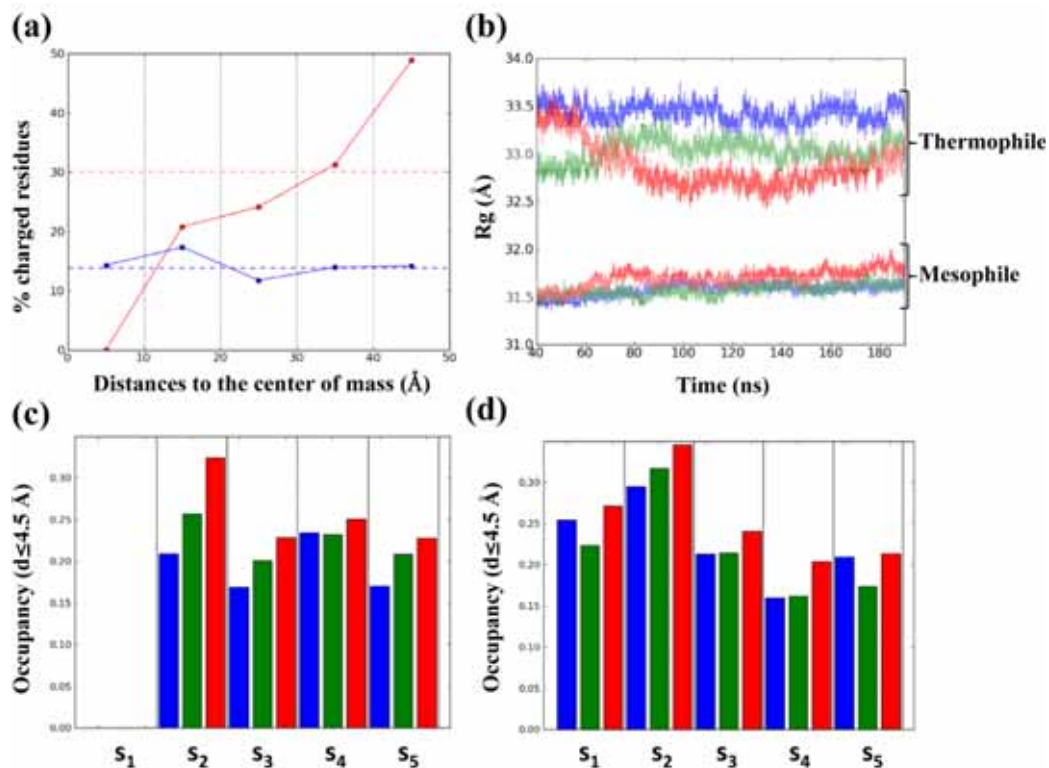 (a)
50
40
30
20
10
0
% charged residues
0 10 20 30 40 50
Distances to the center of mass (Å)
(b)
34.0
33.5
33.0
32.5
32.0
31.5
31.0
Rg (Å)
40 60 80 100 120 140 160 180
Time (ns)
Thermophile
Mesophile
(c)
0.30
0.25
0.20
0.15
0.10
0.05
0.00
Occupancy (d≤4.5 Å)
S1 S2 S3 S4 S5
(d)
0.30
0.25
0.20
0.15
0.10
0.05
0.00
Occupancy (d≤4.5 Å)
S1 S2 S3 S4 S5